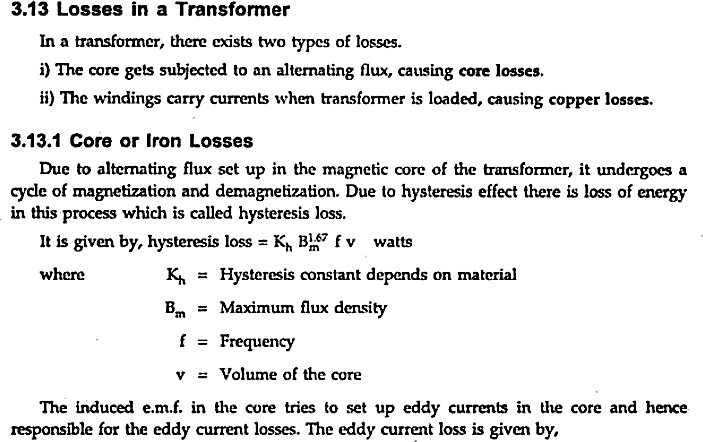 3.13 Losses in a Transformer
In a transformer, there exists two types of losses.
i) The core gets subjected to an alternating flux, causing core losses.
ii) The windings carry currents when transformer is loaded, causing copper losses.
3.13.1 Core or Iron Losses
Due to alternating flux set up in the magnetic core of the transformer, it undergoes a
cycle of magnetization and demagnetization. Due to hysteresis effect there is loss of energy
in this process which is called hysteresis loss.
It is given by, hysteresis loss = K_h B_m^1.67 f v watts
where K_h = Hysteresis constant depends on material
B_m = Maximum flux density
f = Frequency
v = Volume of the core
The induced e.m.f. in the core tries to set up eddy currents in the core and hence
responsible for the eddy current losses. The eddy current loss is given by,